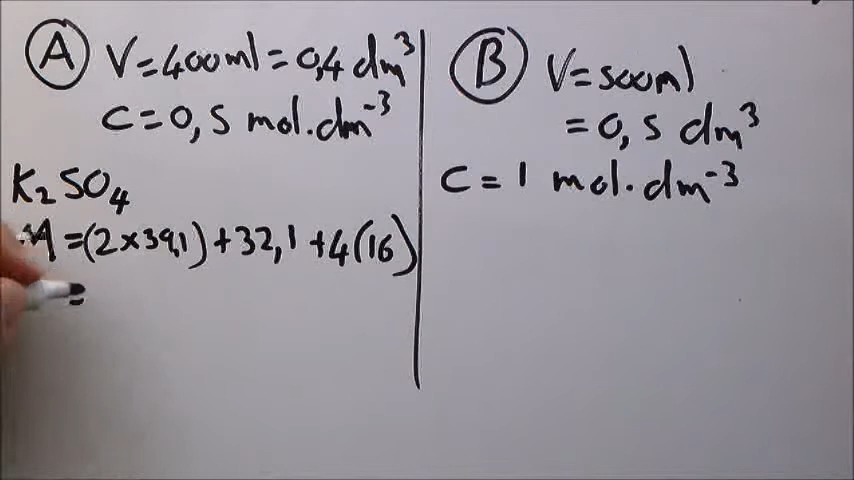 A V=400ml=0,4 dm³
C=0,5 mol.dm⁻³
K₂SO₄
M=(2×39,1)+32,1+4(16)
=
B V=500ml
=0,5 dm³
C=1 mol.dm⁻³